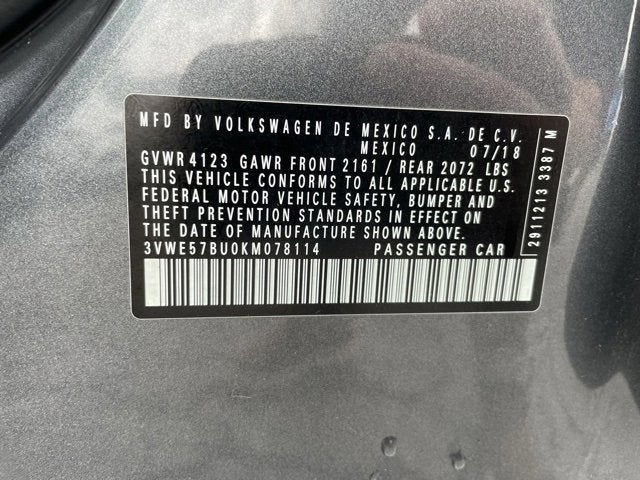 MFD BY VOLKSWAGEN DE MEXICO S.A. DE C.V.
MEXICO 07/18
GVWR 4123 GAWR FRONT 2161 / REAR 2072 LBS
THIS VEHICLE CONFORMS TO ALL APPLICABLE U.S.
FEDERAL MOTOR VEHICLE SAFETY, BUMPER AND
THEFT PREVENTION STANDARDS IN EFFECT ON
THE DATE OF MANUFACTURE SHOWN ABOVE.
3VWE57BU0KM078114 PASSENGER CAR
2911213 3387 M